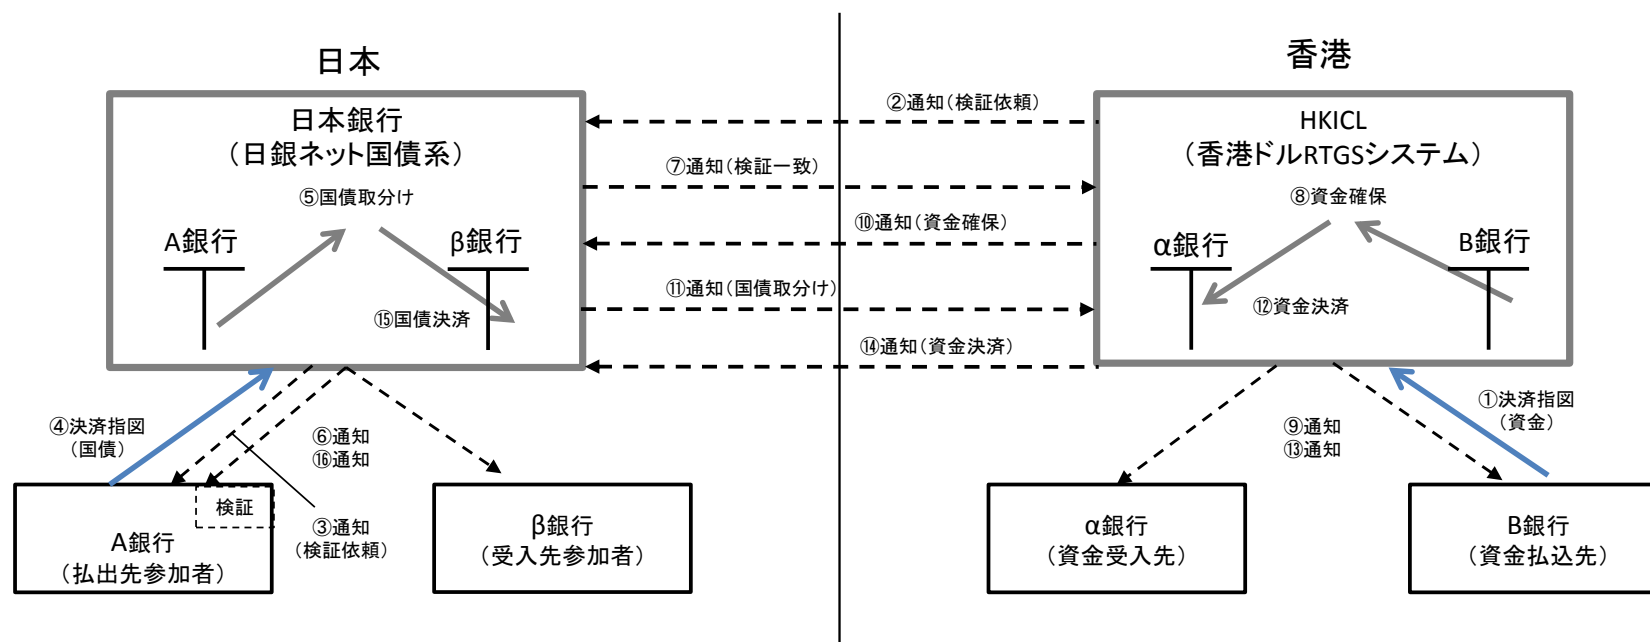 日本
香港
日本銀行
(日銀ネット国債系)
⑤国債取分け
A銀行
β銀行
⑮国債決済
②通知(検証依頼)
⑦通知(検証一致)
⑩通知(資金確保)
⑪通知(国債取分け)
⑭通知(資金決済)
HKICL
(香港ドルRTGSシステム)
⑧資金確保
α銀行
B銀行
⑫資金決済
④決済指図
(国債)
⑥通知
⑯通知
③通知
(検証依頼)
検証
A銀行
(払出先参加者)
β銀行
(受入先参加者)
⑨通知
⑬通知
①決済指図
(資金)
α銀行
(資金受入先)
B銀行
(資金払込先)